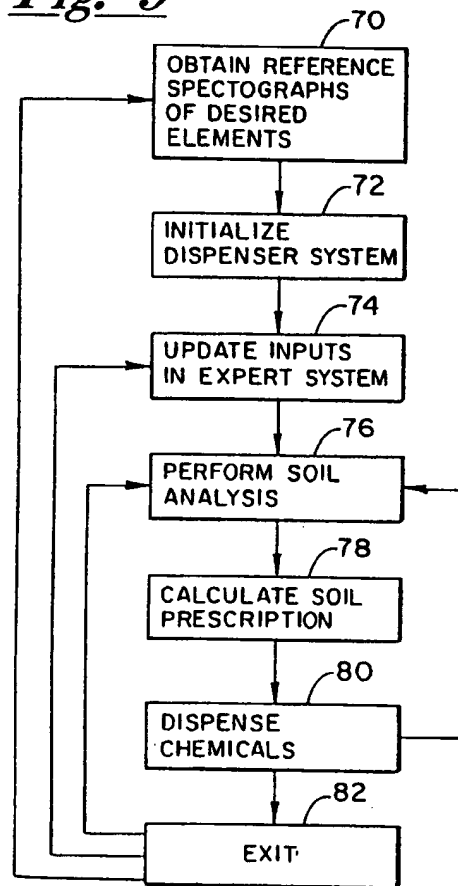 Fig. 5
70
OBTAIN REFERENCE
SPECTOGRAPHS
OF DESIRED
ELEMENTS
72
INITIALIZE
DISPENSER SYSTEM
74
UPDATE INPUTS
IN EXPERT SYSTEM
76
PERFORM SOIL
ANALYSIS
78
CALCULATE SOIL
PRESCRIPTION
80
DISPENSE
CHEMICALS
82
EXIT